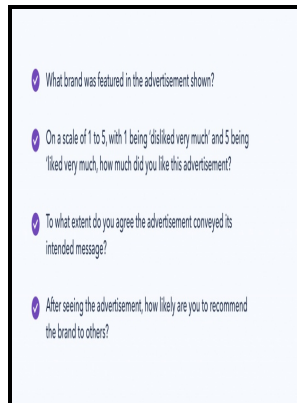 What brand was featured in the advertisement shown?
On a scale of 1 to 5, with 1 being 'disliked very much' and 5 being
'liked very much, how much did you like this advertisement?
To what extent do you agree the advertisement conveyed its
intended message?
After seeing the advertisement, how likely are you to recommend
the brand to others?